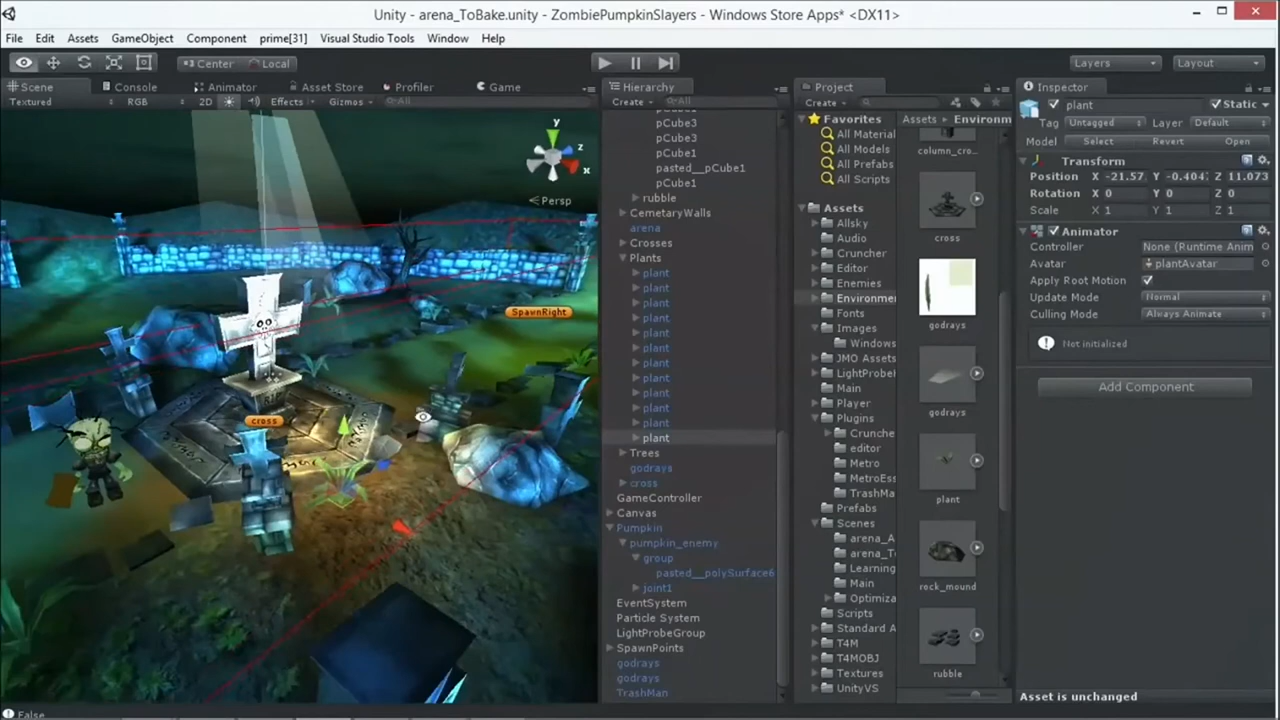 Unity - arena_ToBake.unity - ZombiePumpkinSlayers - Windows Store Apps* <DX11>
File Edit Assets GameObject Component prime[31] Visual Studio Tools Window Help
Center Local Layers Layout
Scene Console Animator Asset Store Profiler Game
Textured RGB 2D Effects Gizmos All
Persp
y
z
x
SpawnRight
cross
Hierarchy
Create All
pCube3
pCube3
pCube1
pasted__pCube1
pCube1
rubble
CemetaryWalls
arena
Crosses
Plants
plant
plant
plant
plant
plant
plant
plant
plant
plant
plant
plant
plant
Trees
godrays
cross
GameController
Canvas
Pumpkin
pumpkin_enemy
group
pasted__polySurface6
joint1
EventSystem
Particle System
LightProbeGroup
SpawnPoints
godrays
godrays
TrashMan
Project
Create
Favorites
All Material
All Models
All Prefabs
All Scripts
Assets
Allsky
Audio
Cruncher
Editor
Enemies
Environme
Fonts
Images
Windows
JMO Assets
LightProbe
Main
Player
Plugins
Crunche
editor
Metro
MetroEss
TrashMa
Prefabs
Scenes
arena_A
arena_T
Learning
Main
Optimiza
Scripts
Standard A
T4M
T4MOBJ
Textures
UnityVS
Assets Environm
column_cro...
cross
godrays
godrays
plant
rock_mound
rubble
Inspector
plant Static
Tag Untagged Layer Default
Model Select Revert Open
Transform
Position X -21.57 Y -0.404 Z 11.073
Rotation X 0 Y 0 Z 0
Scale X 1 Y 1 Z 1
Animator
Controller None (Runtime Anim
Avatar plantAvatar
Apply Root Motion
Update Mode Normal
Culling Mode Always Animate
Not initialized
Add Component
Asset is unchanged
False